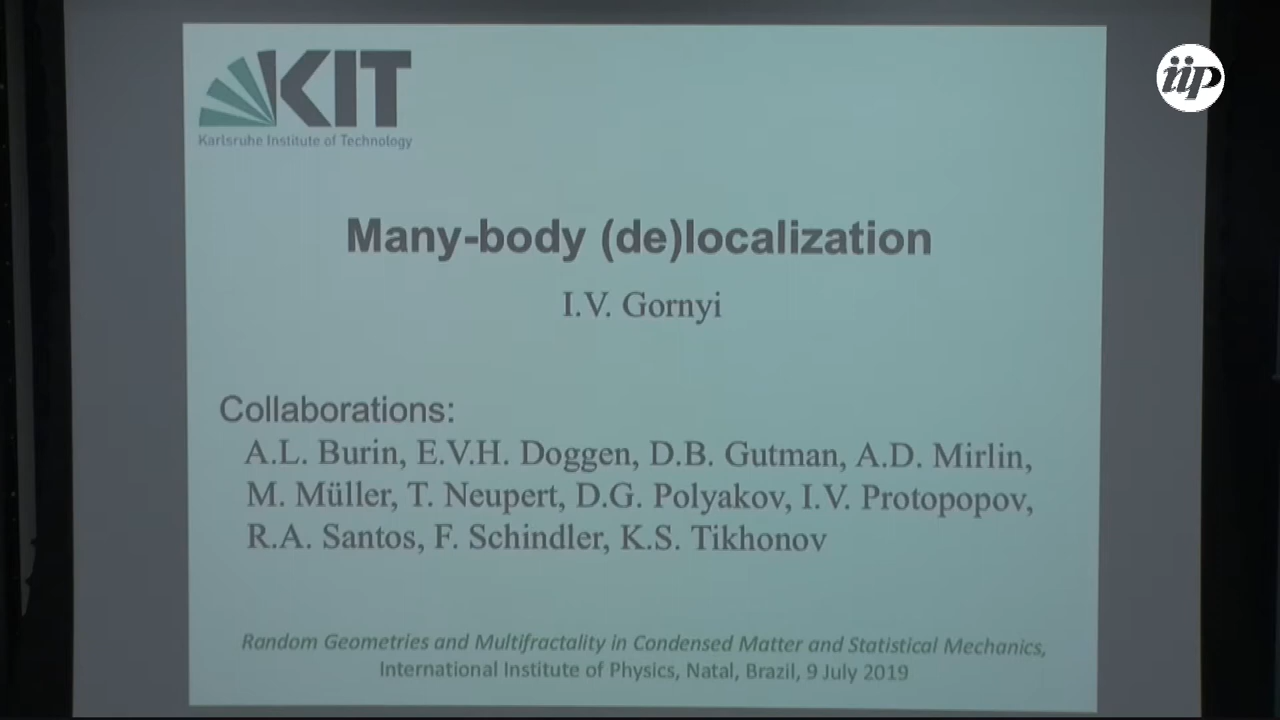 KIT
Karlsruhe Institute of Technology
iip
Many-body (de)localization
I.V. Gornyi
Collaborations:
A.L. Burin, E.V.H. Doggen, D.B. Gutman, A.D. Mirlin,
M. Müller, T. Neupert, D.G. Polyakov, I.V. Protopopov,
R.A. Santos, F. Schindler, K.S. Tikhonov
Random Geometries and Multifractality in Condensed Matter and Statistical Mechanics,
International Institute of Physics, Natal, Brazil, 9 July 2019